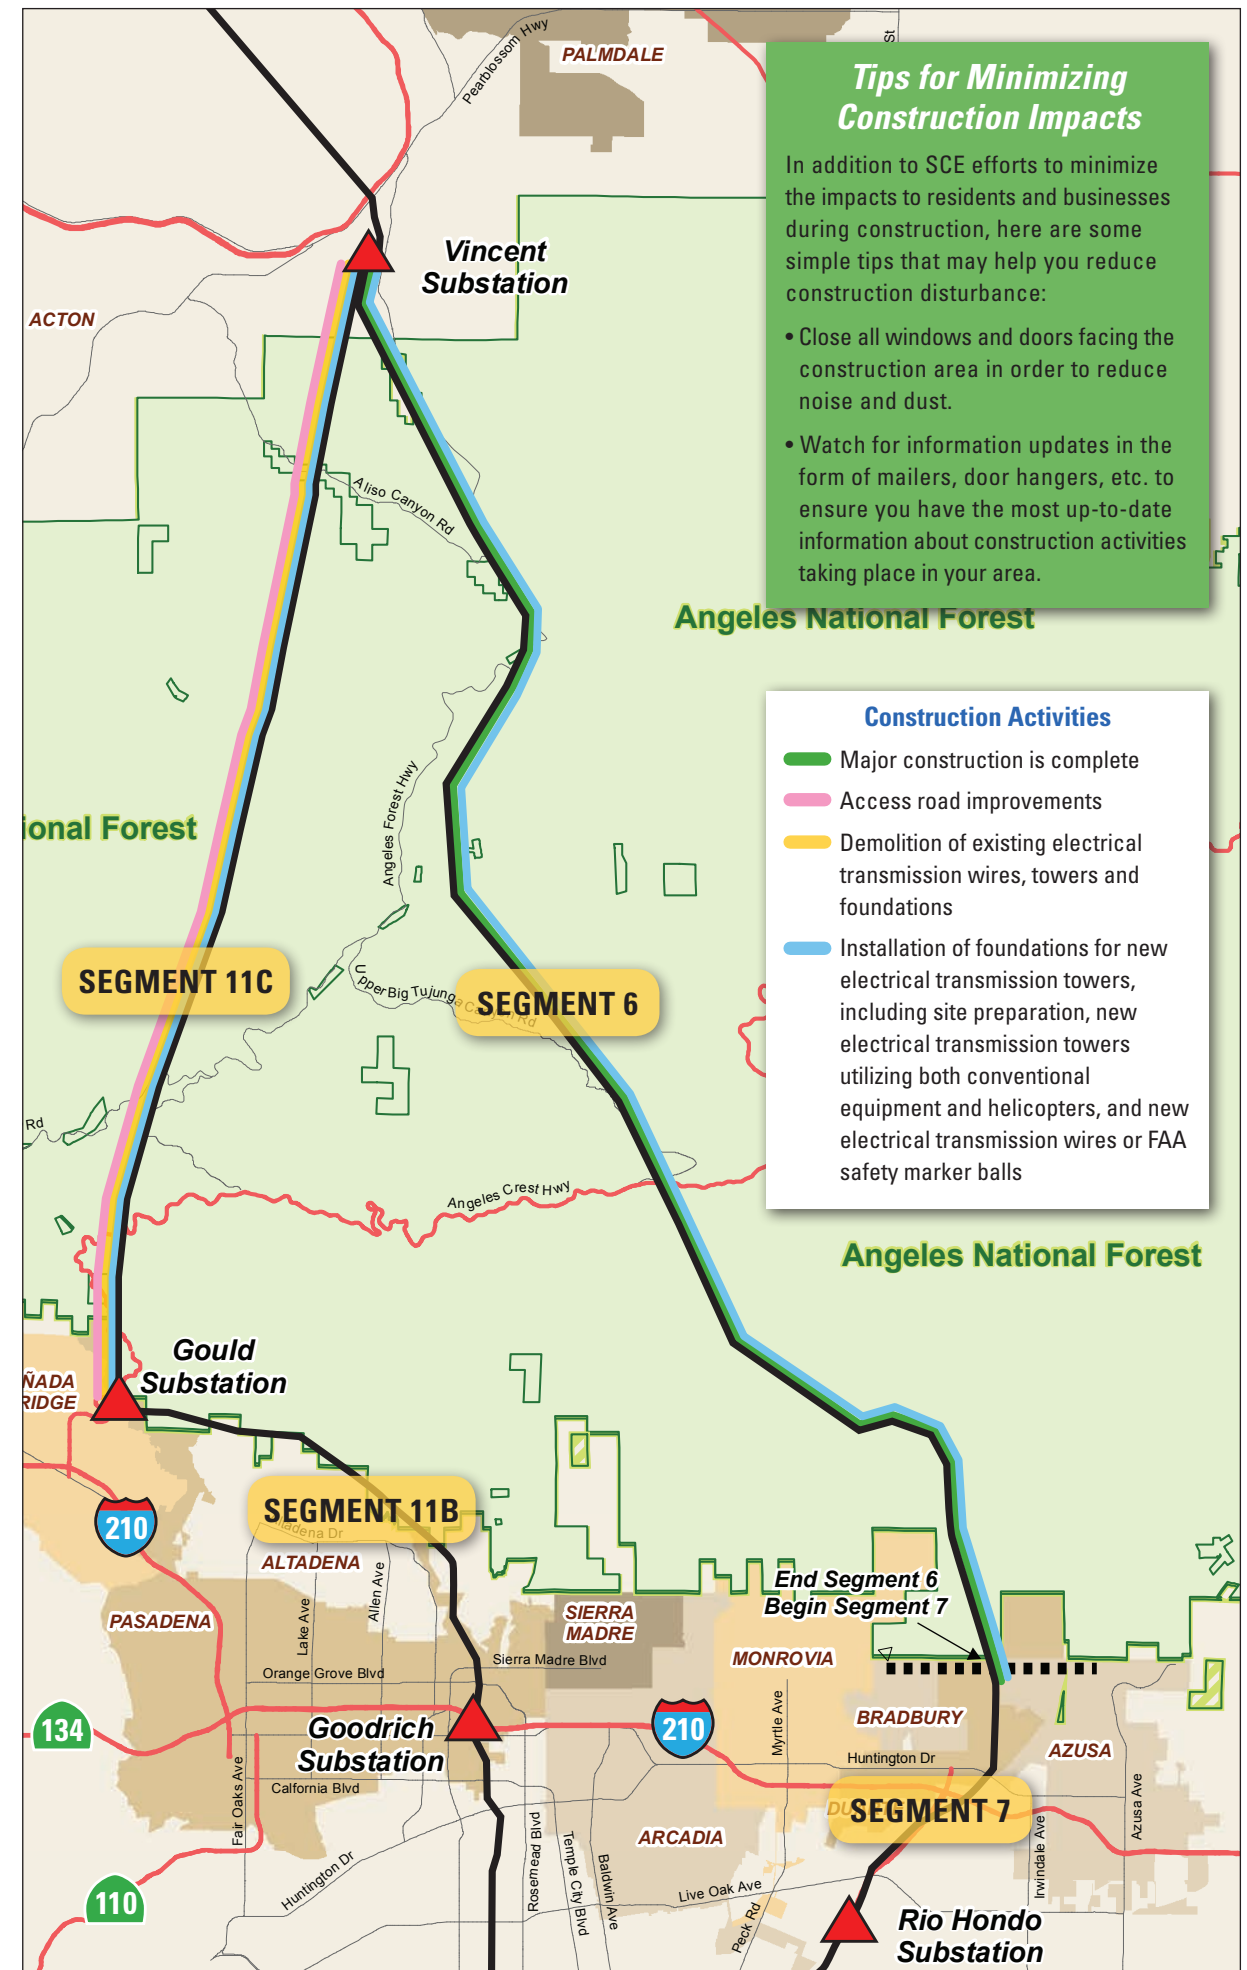 Pearblossom Hwy
PALMDALE
St
Tips for Minimizing
Construction Impacts
In addition to SCE efforts to minimize
the impacts to residents and businesses
during construction, here are some
simple tips that may help you reduce
construction disturbance:
• Close all windows and doors facing the
construction area in order to reduce
noise and dust.
• Watch for information updates in the
form of mailers, door hangers, etc. to
ensure you have the most up-to-date
information about construction activities
taking place in your area.
Vincent
Substation
ACTON
Aliso Canyon Rd
Angeles National Forest
Construction Activities
Major construction is complete
Access road improvements
Demolition of existing electrical
transmission wires, towers and
foundations
Installation of foundations for new
electrical transmission towers,
including site preparation, new
electrical transmission towers
utilizing both conventional
equipment and helicopters, and new
electrical transmission wires or FAA
safety marker balls
Angeles Forest Hwy
ional Forest
SEGMENT 11C
Upper Big Tujunga Canyon Rd
SEGMENT 6
Rd
Angeles Crest Hwy
Angeles National Forest
Gould
Substation
ÑADA
RIDGE
SEGMENT 11B
210
Altadena Dr
ALTADENA
Allen Ave
Lake Ave
PASADENA
End Segment 6
Begin Segment 7
SIERRA
MADRE
MONROVIA
Sierra Madre Blvd
Orange Grove Blvd
134
Goodrich
Substation
210
Myrtle Ave
BRADBURY
AZUSA
Huntington Dr
Calfornia Blvd
Fair Oaks Ave
SEGMENT 7
Azusa Ave
ARCADIA
Rosemead Blvd
Temple City Blvd
Baldwin Ave
Irwindale Ave
Huntington Dr
Live Oak Ave
110
Peck Rd
Rio Hondo
Substation